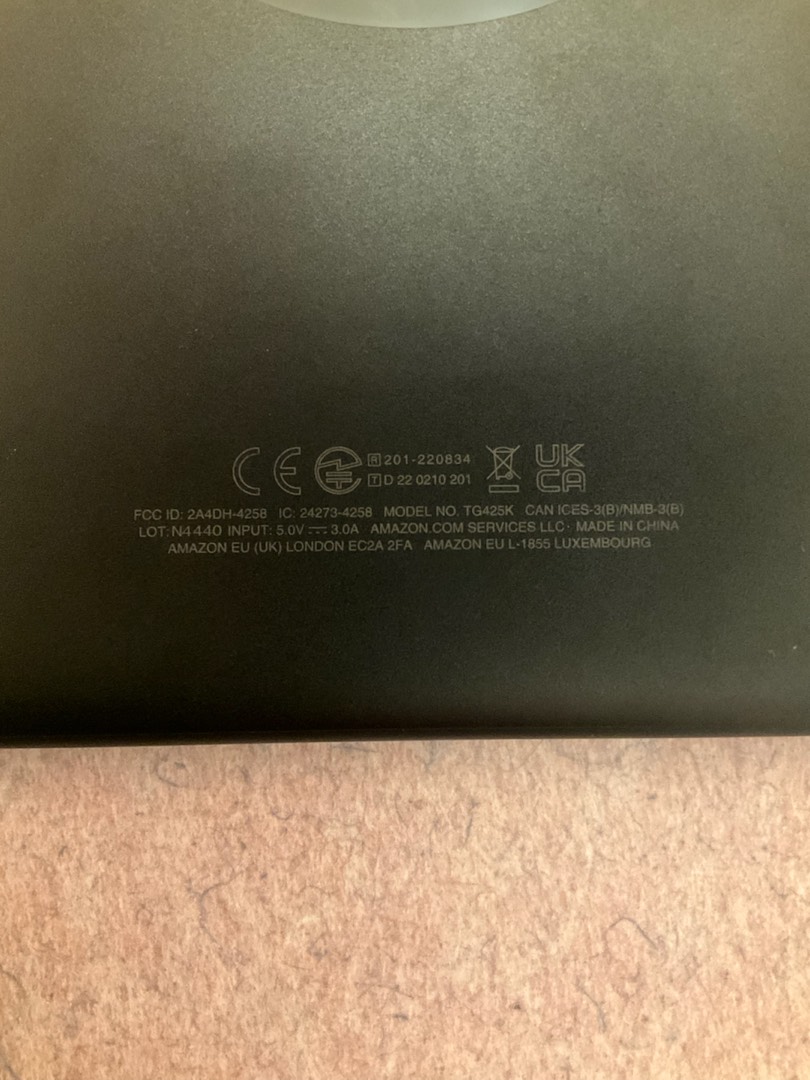 CE R 201-220834 UK
T D 22 0210 201 CA
FCC ID: 2A4DH-4258 IC: 24273-4258 MODEL NO. TG425K CAN ICES-3(B)/NMB-3(B)
LOT: N4440 INPUT: 5.0V ⎓ 3.0A AMAZON.COM SERVICES LLC· MADE IN CHINA
AMAZON EU (UK) LONDON EC2A 2FA AMAZON EU L-1855 LUXEMBOURG